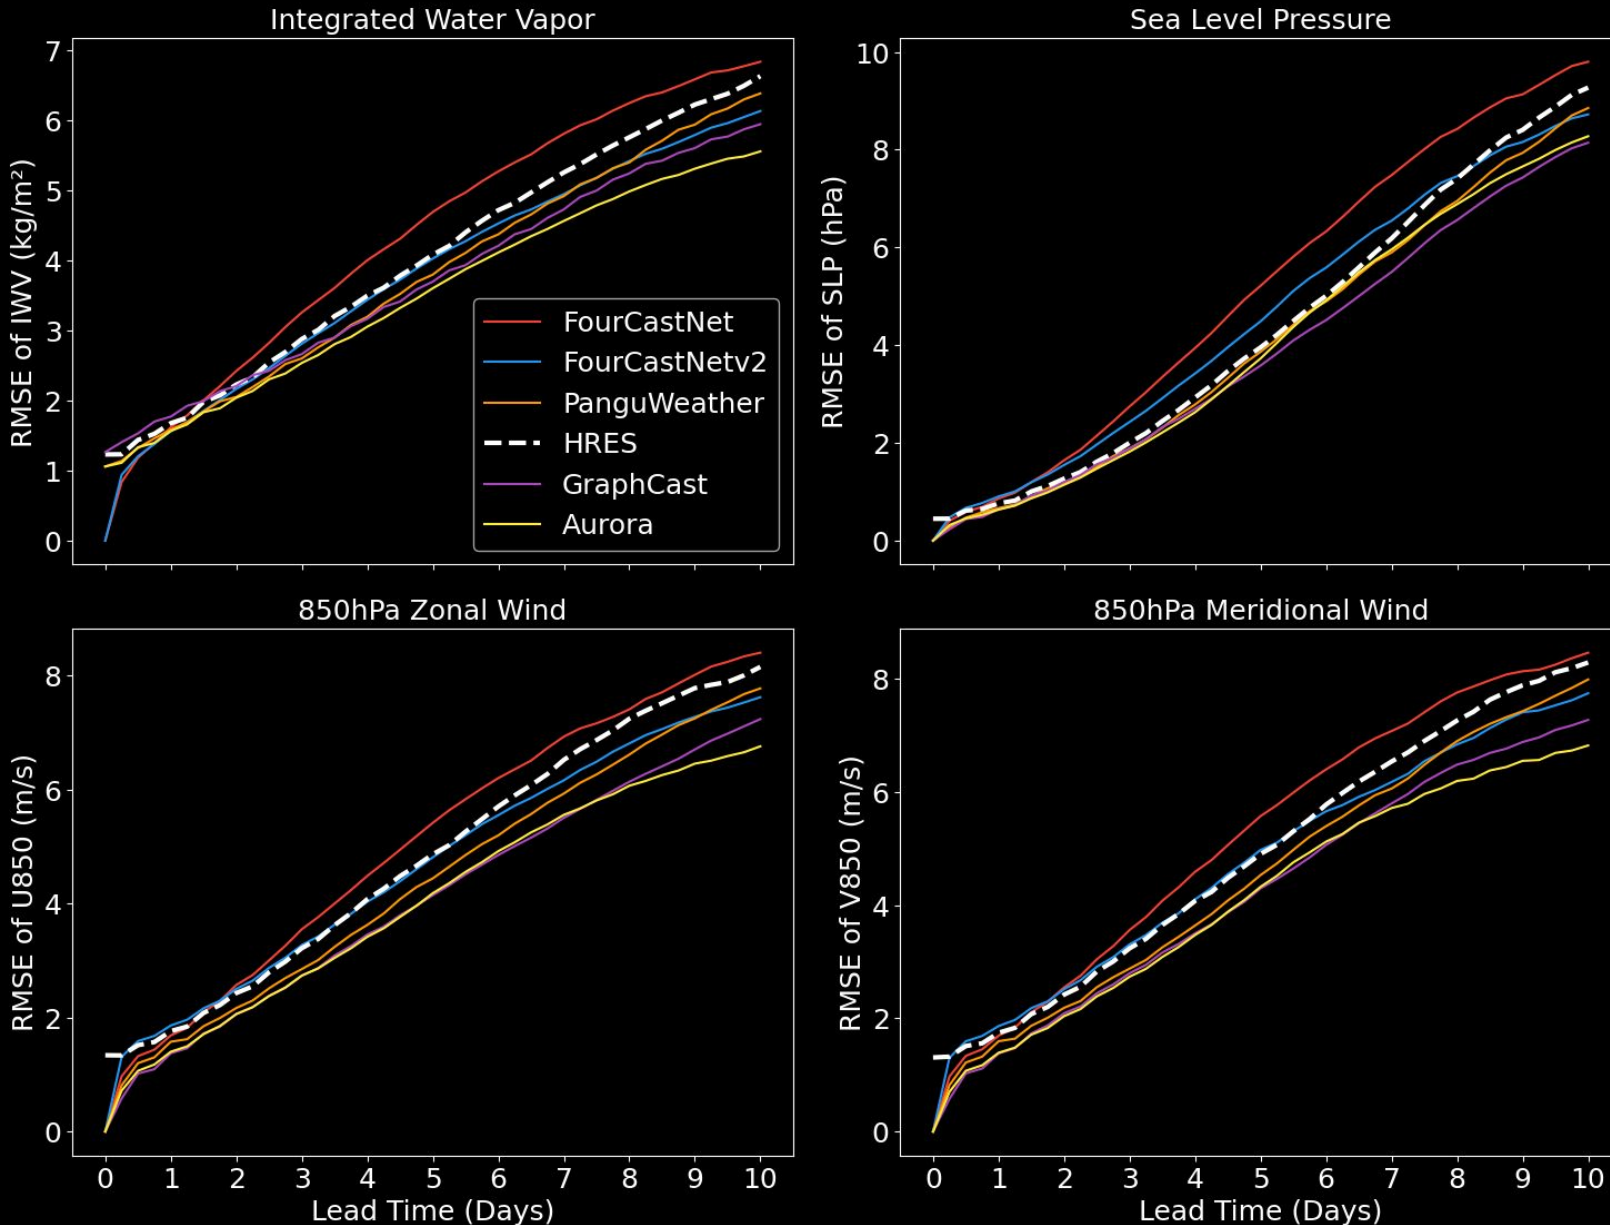 Integrated Water Vapor
7
6
5
4
3
2
1
0
RMSE of IWV (kg/m²)
FourCastNet
FourCastNetv2
PanguWeather
HRES
GraphCast
Aurora
Sea Level Pressure
10
8
6
4
2
0
RMSE of SLP (hPa)
850hPa Zonal Wind
8
6
4
2
0
RMSE of U850 (m/s)
0 1 2 3 4 5 6 7 8 9 10
Lead Time (Days)
850hPa Meridional Wind
8
6
4
2
0
RMSE of V850 (m/s)
0 1 2 3 4 5 6 7 8 9 10
Lead Time (Days)